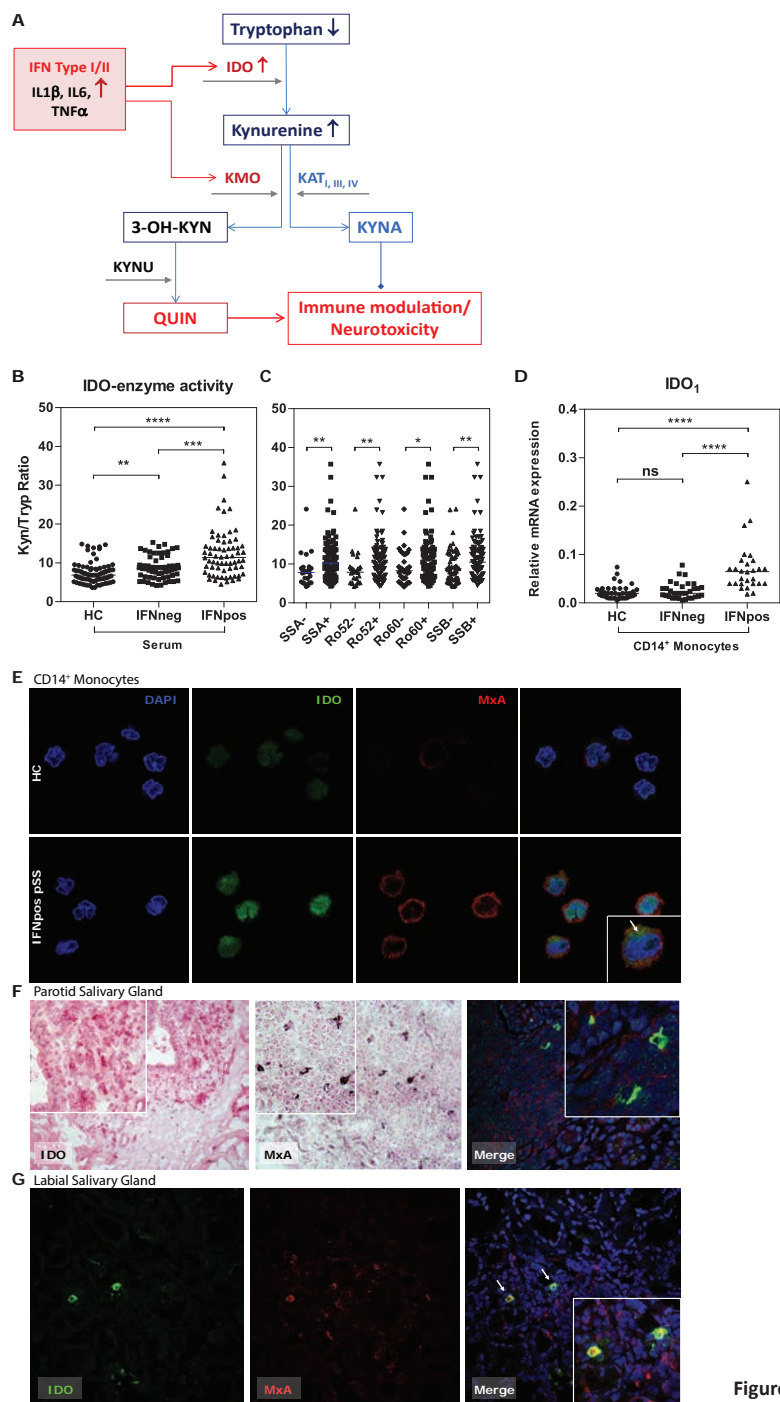 A
Tryptophan ↓
IFN Type I/II
IL1β, IL6, ↑
TNFα
IDO ↑
Kynurenine ↑
KMO
KAT I, III, IV
3-OH-KYN
KYNA
KYNU
QUIN
Immune modulation/
Neurotoxicity
B
IDO-enzyme activity
Kyn/Tryp Ratio
50
40
30
20
10
0
****
***
**
HC
IFNneg
IFNpos
Serum
C
50
40
30
20
10
0
**
**
*
**
SSA-
SSA+
Ro52-
Ro52+
Ro60-
Ro60+
SSB-
SSB+
D
IDO1
Relative mRNA expression
0.4
0.3
0.2
0.1
0.0
****
ns
****
HC
IFNneg
IFNpos
CD14+ Monocytes
E CD14+ Monocytes
DAPI
IDO
MxA
HC
IFNpos pSS
F Parotid Salivary Gland
IDO
MxA
Merge
G Labial Salivary Gland
IDO
MxA
Merge
Figure